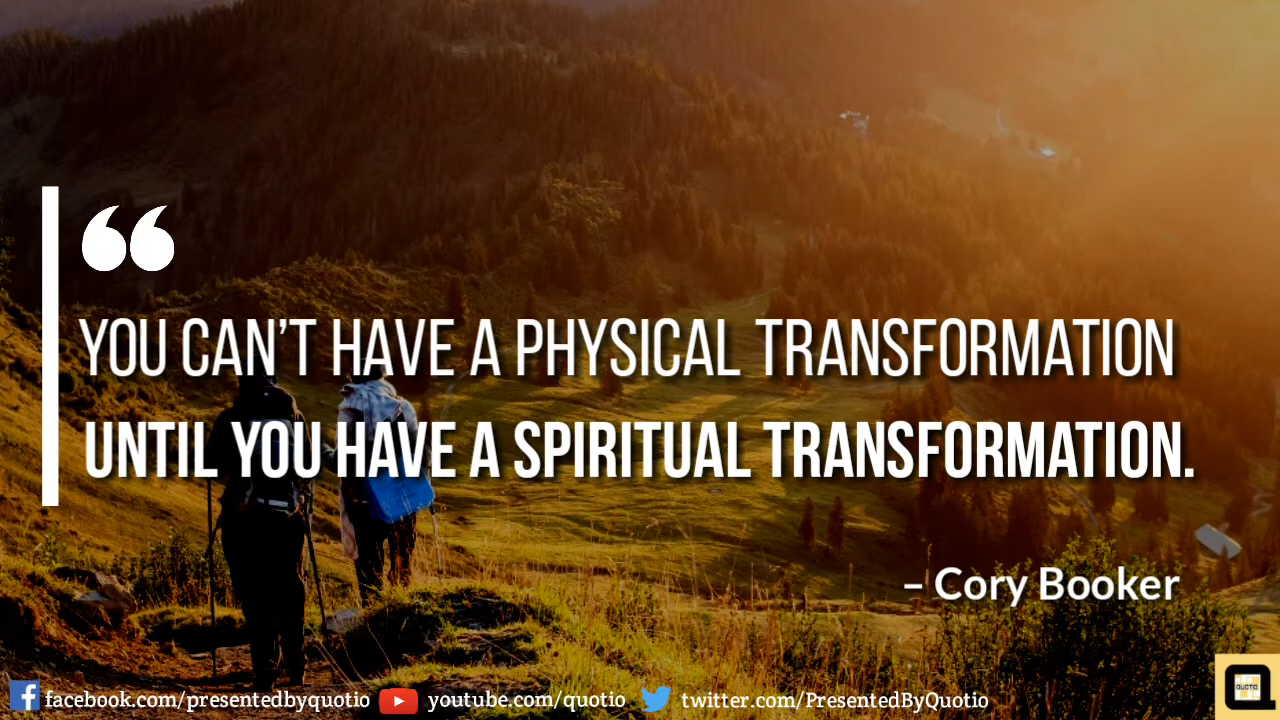 ❝
YOU CAN’T HAVE A PHYSICAL TRANSFORMATION
UNTIL YOU HAVE A SPIRITUAL TRANSFORMATION.
– Cory Booker
facebook.com/presentedbyquotio youtube.com/quotio twitter.com/PresentedByQuotio
QUOTIO